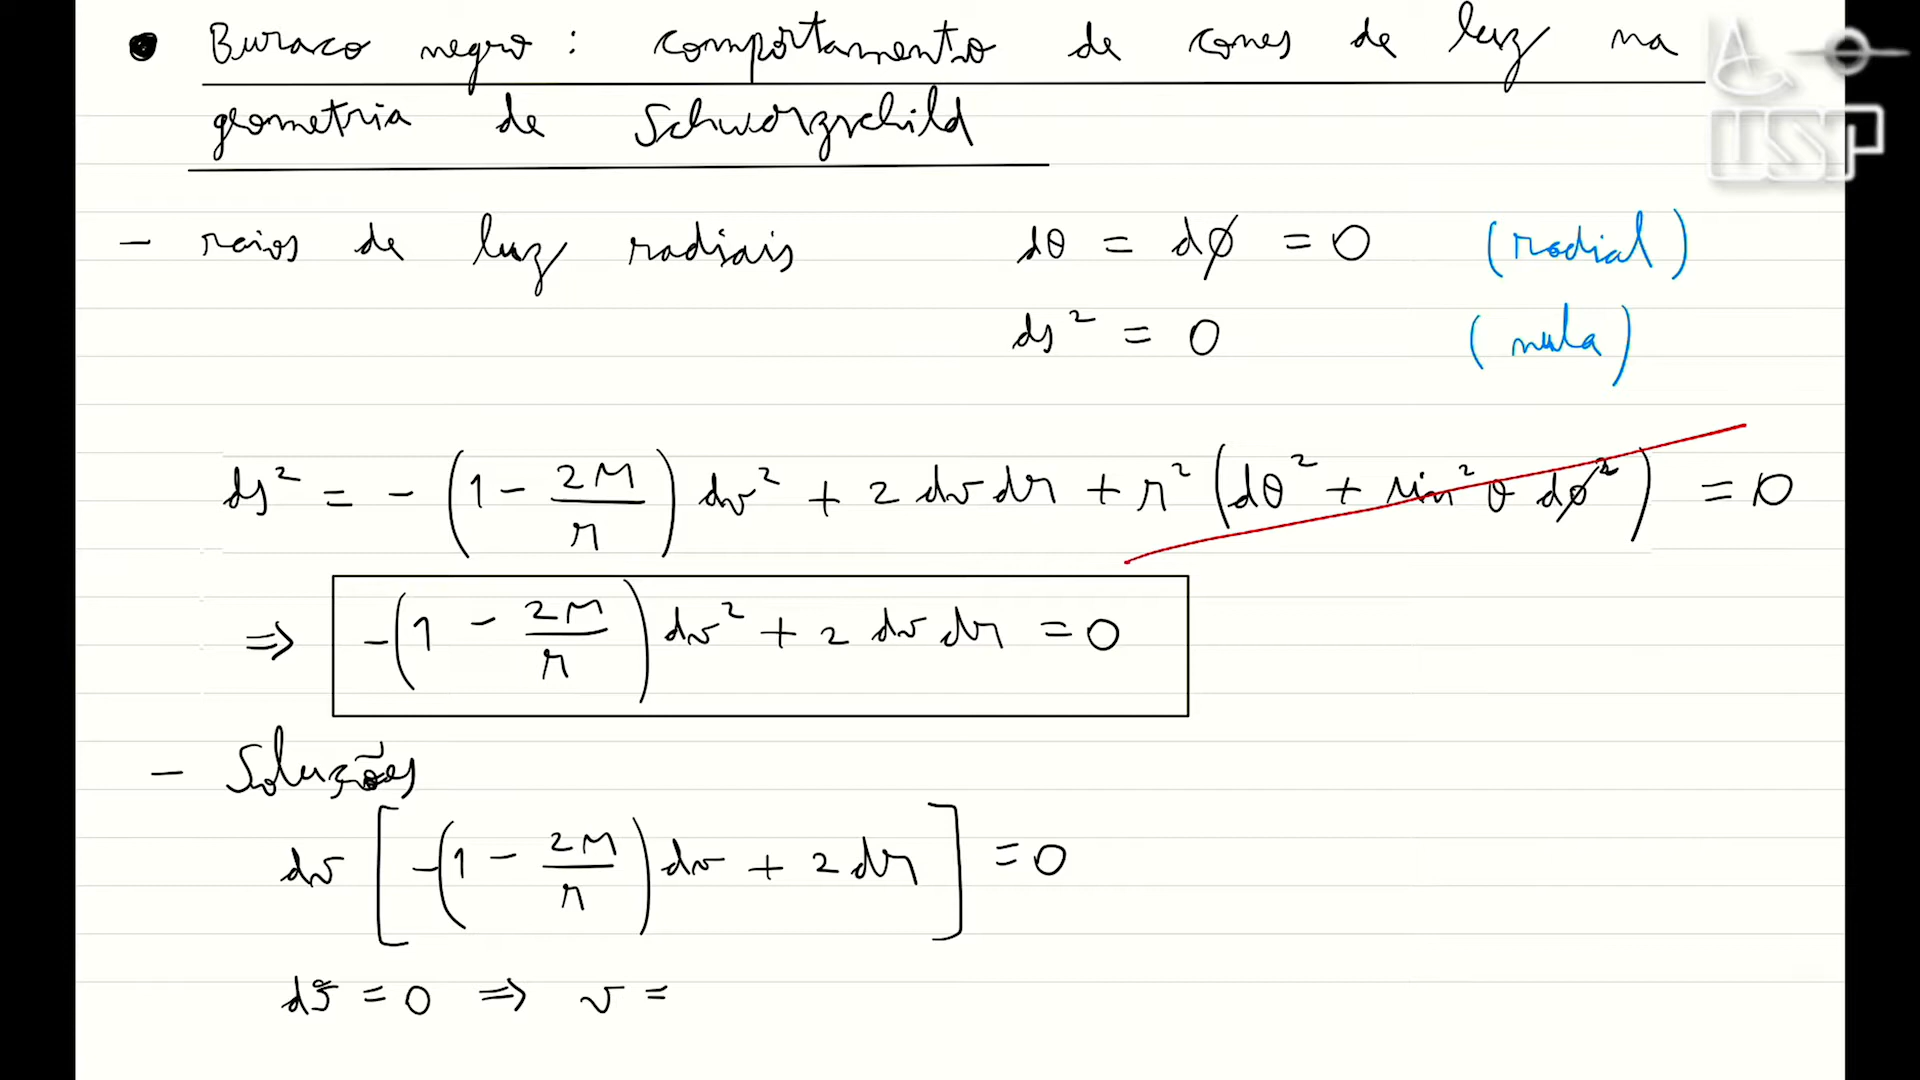 • Buraco negro : comportamento de cones de luz na
geometria de Schwarzschild
- raios de luz radiais dθ = dφ = 0 (radial)
ds² = 0 (nula)
ds² = - (1 - 2M/r) dv² + 2 dv dr + r² (dθ² + sin² θ dφ²) = 0
⇒ -(1 - 2M/r) dv² + 2 dv dr = 0
- Soluções
dv [-(1 - 2M/r) dv + 2 dr] = 0
dv = 0 ⇒ v =
USP